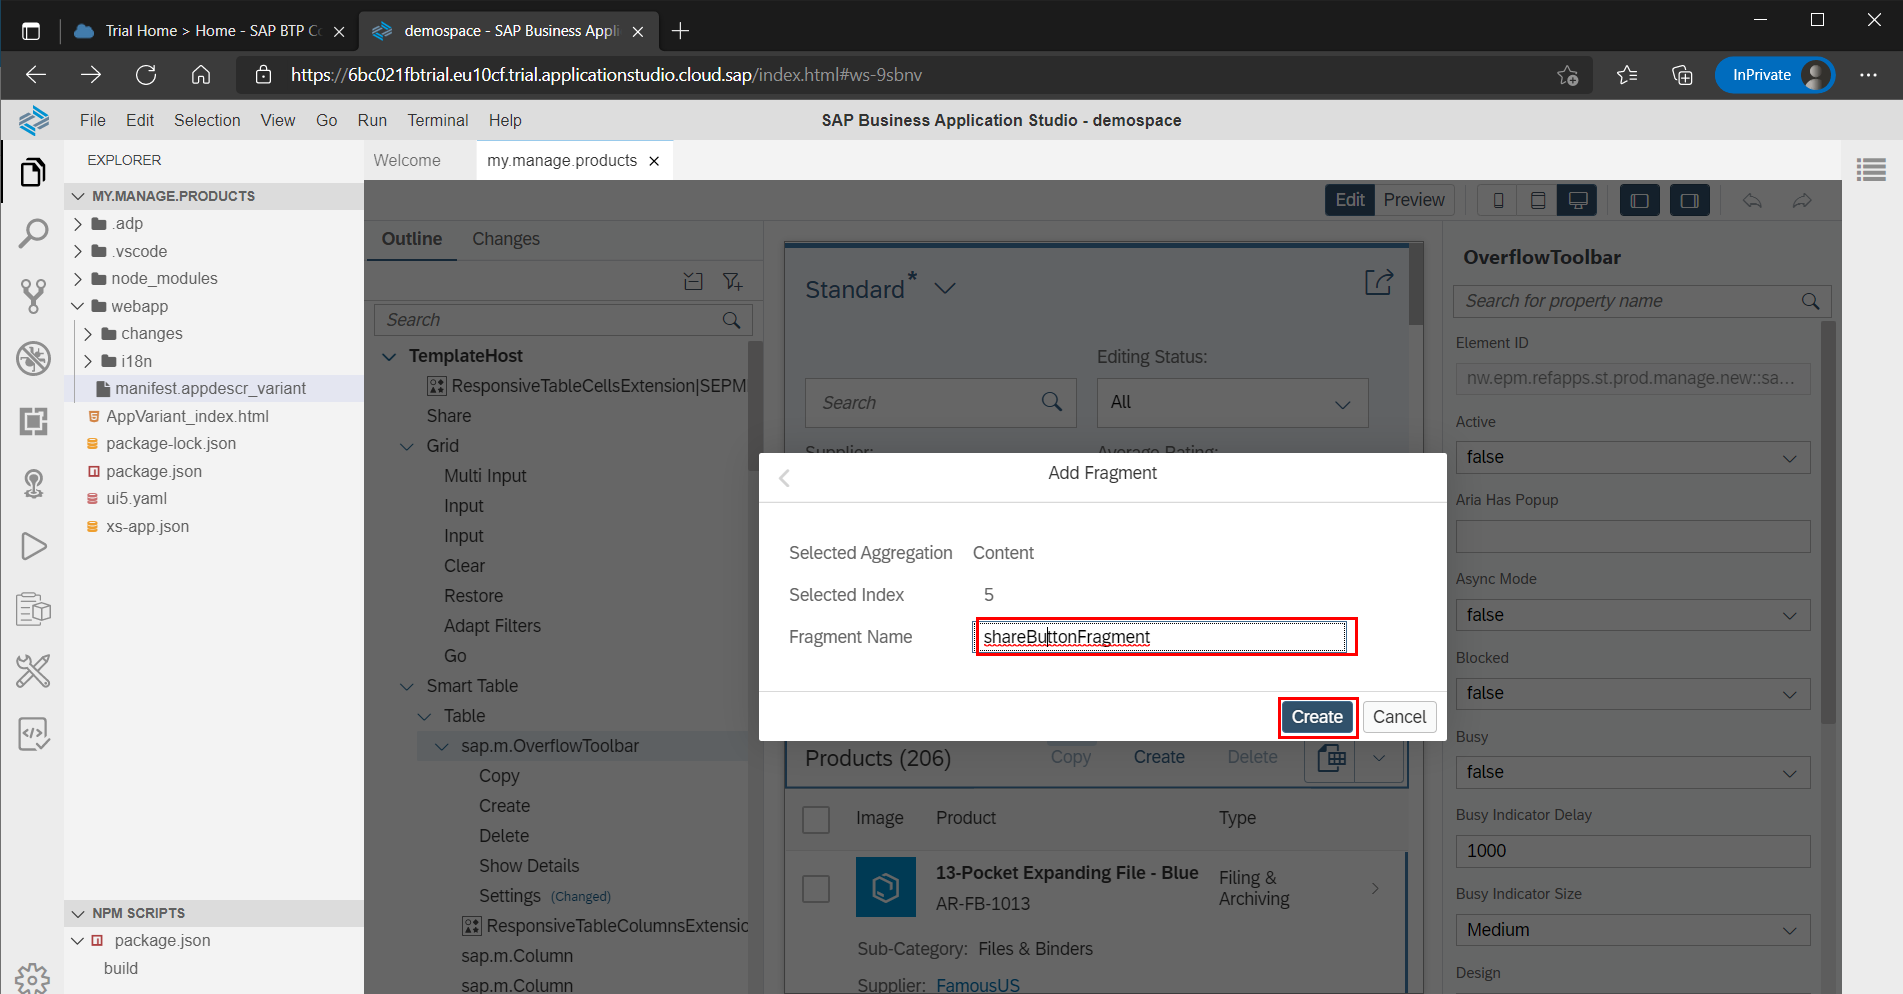 Trial Home > Home - SAP BTP Co
demospace - SAP Business Appli
https://6bc021fbtrial.eu10cf.trial.applicationstudio.cloud.sap/index.html#ws-9sbnv
InPrivate
File Edit Selection View Go Run Terminal Help
SAP Business Application Studio - demospace
EXPLORER
MY.MANAGE.PRODUCTS
.adp
.vscode
node_modules
webapp
changes
i18n
manifest.appdescr_variant
AppVariant_index.html
package-lock.json
package.json
ui5.yaml
xs-app.json
NPM SCRIPTS
package.json
build
Welcome
my.manage.products
Edit Preview
Outline Changes
Search
TemplateHost
ResponsiveTableCellsExtension|SEPM
Share
Grid
Multi Input
Input
Input
Clear
Restore
Adapt Filters
Go
Smart Table
Table
sap.m.OverflowToolbar
Copy
Create
Delete
Show Details
Settings (Changed)
ResponsiveTableColumnsExtensio
sap.m.Column
sap.m.Column
Standard*
Editing Status:
Search
All
Supplier:
Average Rating:
Add Fragment
Selected Aggregation Content
Selected Index 5
Fragment Name shareButtonFragment
Create Cancel
Products (206) Copy Create Delete
Image Product Type
13-Pocket Expanding File - Blue
AR-FB-1013
Filing &
Archiving
Sub-Category: Files & Binders
Supplier: FamousUS
OverflowToolbar
Search for property name
Element ID
nw.epm.refapps.st.prod.manage.new::sa...
Active
false
Aria Has Popup
Async Mode
false
Blocked
false
Busy
false
Busy Indicator Delay
1000
Busy Indicator Size
Medium
Design